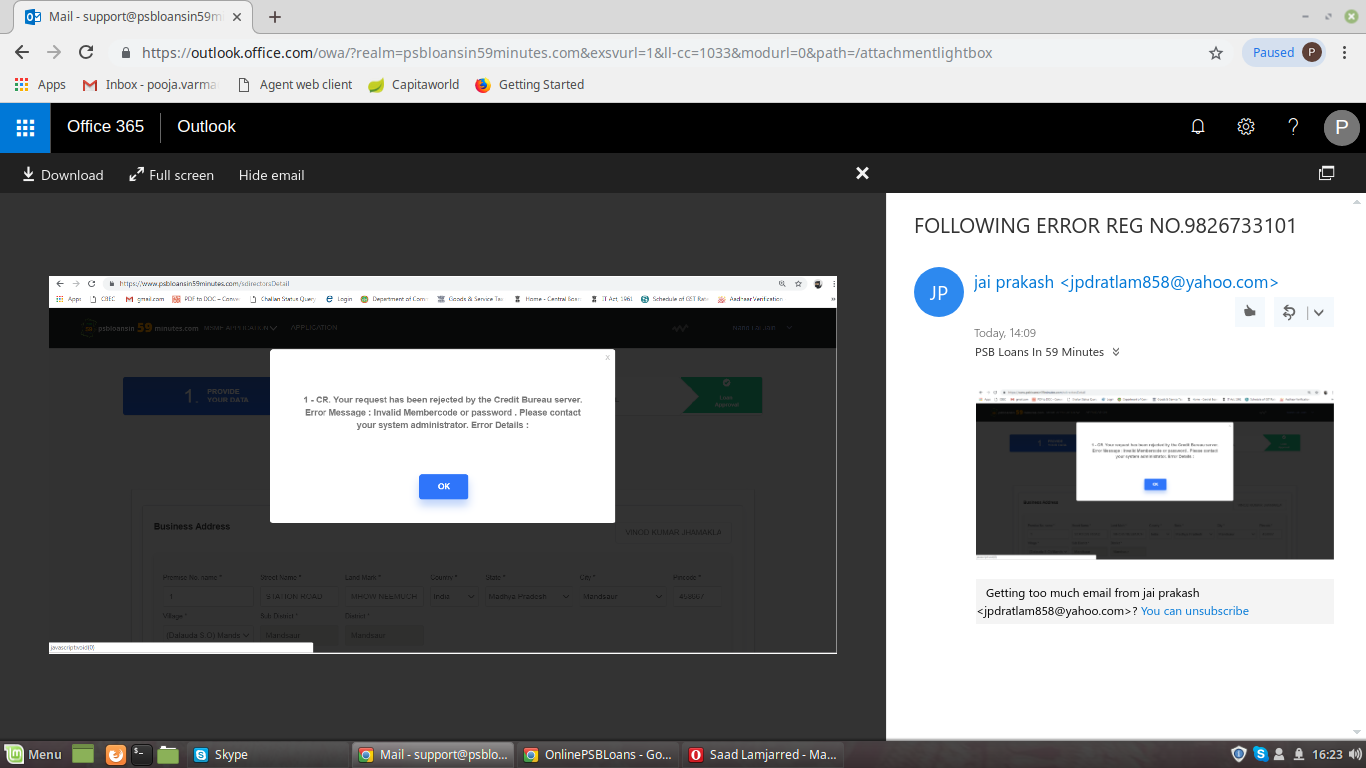 Mail - support@psbloansin59m
https://outlook.office.com/owa/?realm=psbloansin59minutes.com&exsvurl=1&ll-cc=1033&modurl=0&path=/attachmentlightbox
Paused
P
Apps
Inbox - pooja.varma
Agent web client
Capitaworld
Getting Started
Office 365
Outlook
P
Download
Full screen
Hide email
FOLLOWING ERROR REG NO.9826733101
JP
jai prakash <jpdratlam858@yahoo.com>
Today, 14:09
PSB Loans In 59 Minutes
https://www.psbloansin59minutes.com/sdirectorsDetail
Apps
CBEC
gmail.com
PDF to DOC – Conve
Challan Status Query
Login
Department of Com
Goods & Service Tax
Home - Central Boar
IT Act, 1961
Schedule of GST Rate
Aadhaar Verification
psbloansin 59 minutes.com
APPLICATION
1. PROVIDE
YOUR DATA
Loan
Approval
x
1 - CR. Your request has been rejected by the Credit Bureau server.
Error Message : Invalid Membercode or password . Please contact
your system administrator. Error Details :
OK
Business Address
VINOD KUMAR JHAMAKLA
Premise No. name *
Street Name *
Land Mark *
Country *
State *
City *
Pincode *
1
STATION ROAD
MHOW NEEMUCH
India
Madhya Pradesh
Mandsaur
Village *
District *
Mandsaur
Mandsaur
javascript:void(0)
1 - CR. Your request has been rejected by the Credit Bureau server.
Error Message : Invalid Membercode or password . Please contact
your system administrator. Error Details :
OK
Getting too much email from jai prakash
<jpdratlam858@yahoo.com>? You can unsubscribe
Menu
Skype
Mail - support@psblo...
OnlinePSBLoans - Go...
Saad Lamjarred - Ma...
16:23